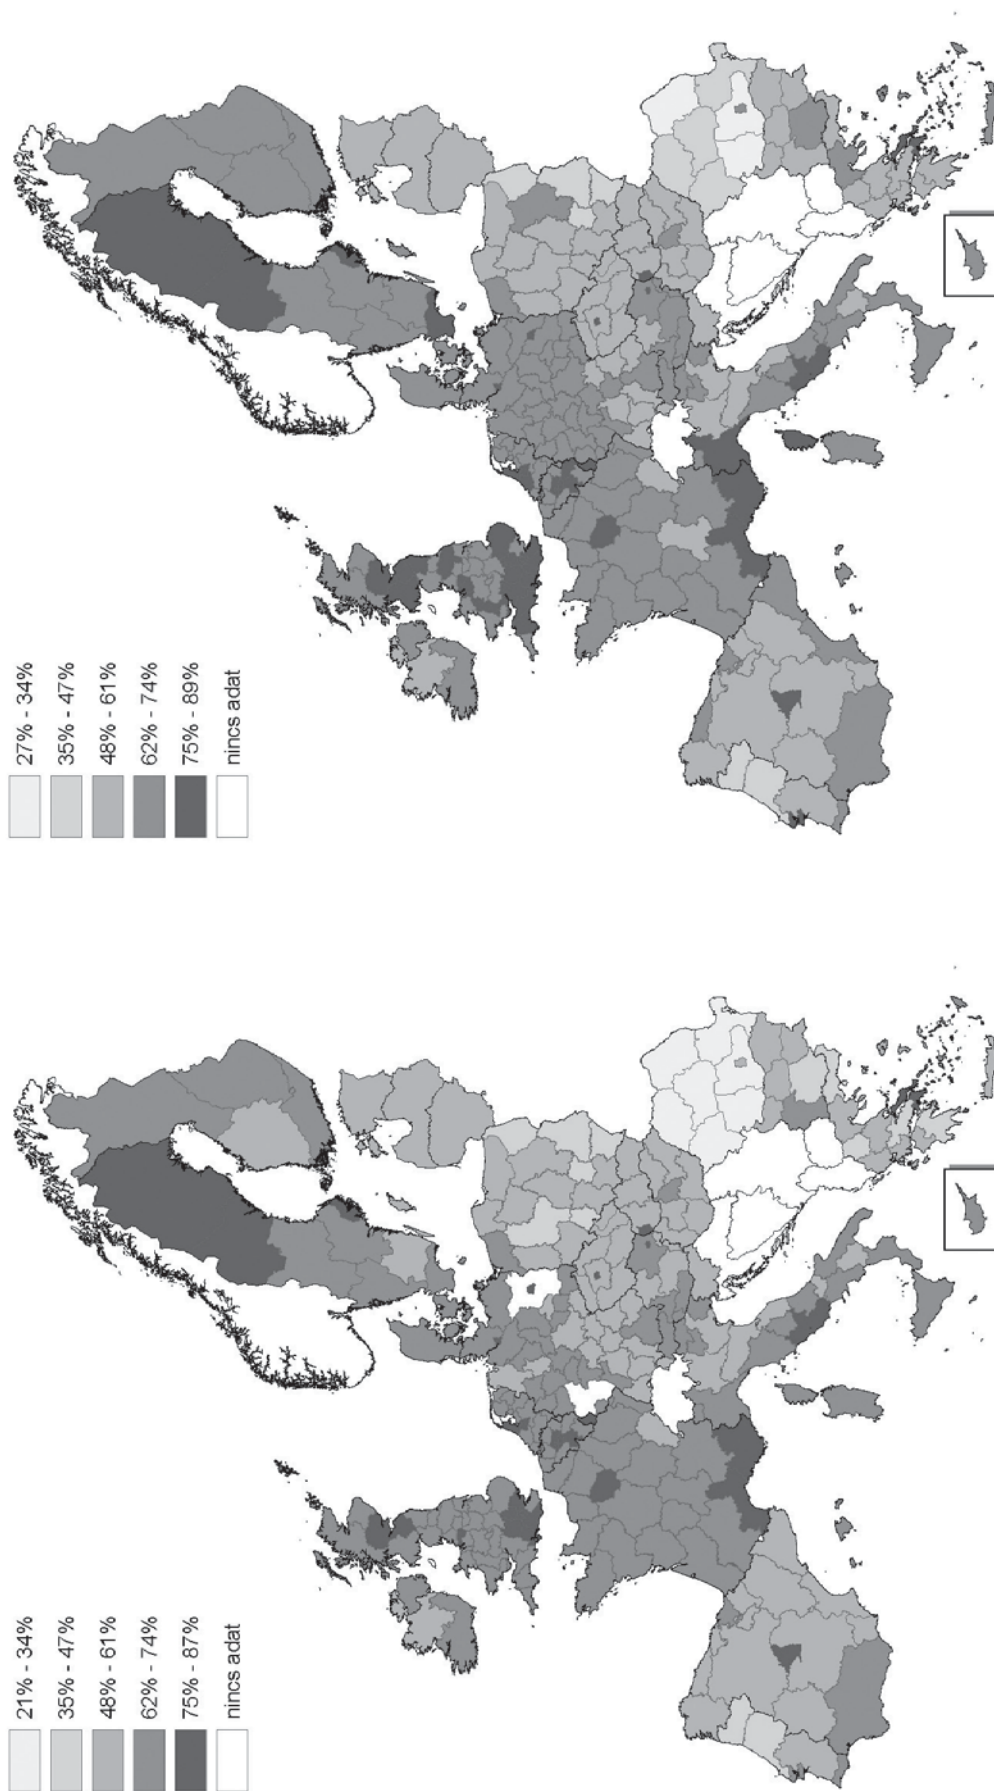 27% - 34%
35% - 47%
48% - 61%
62% - 74%
75% - 89%
nincs adat
21% - 34%
35% - 47%
48% - 61%
62% - 74%
75% - 87%
nincs adat